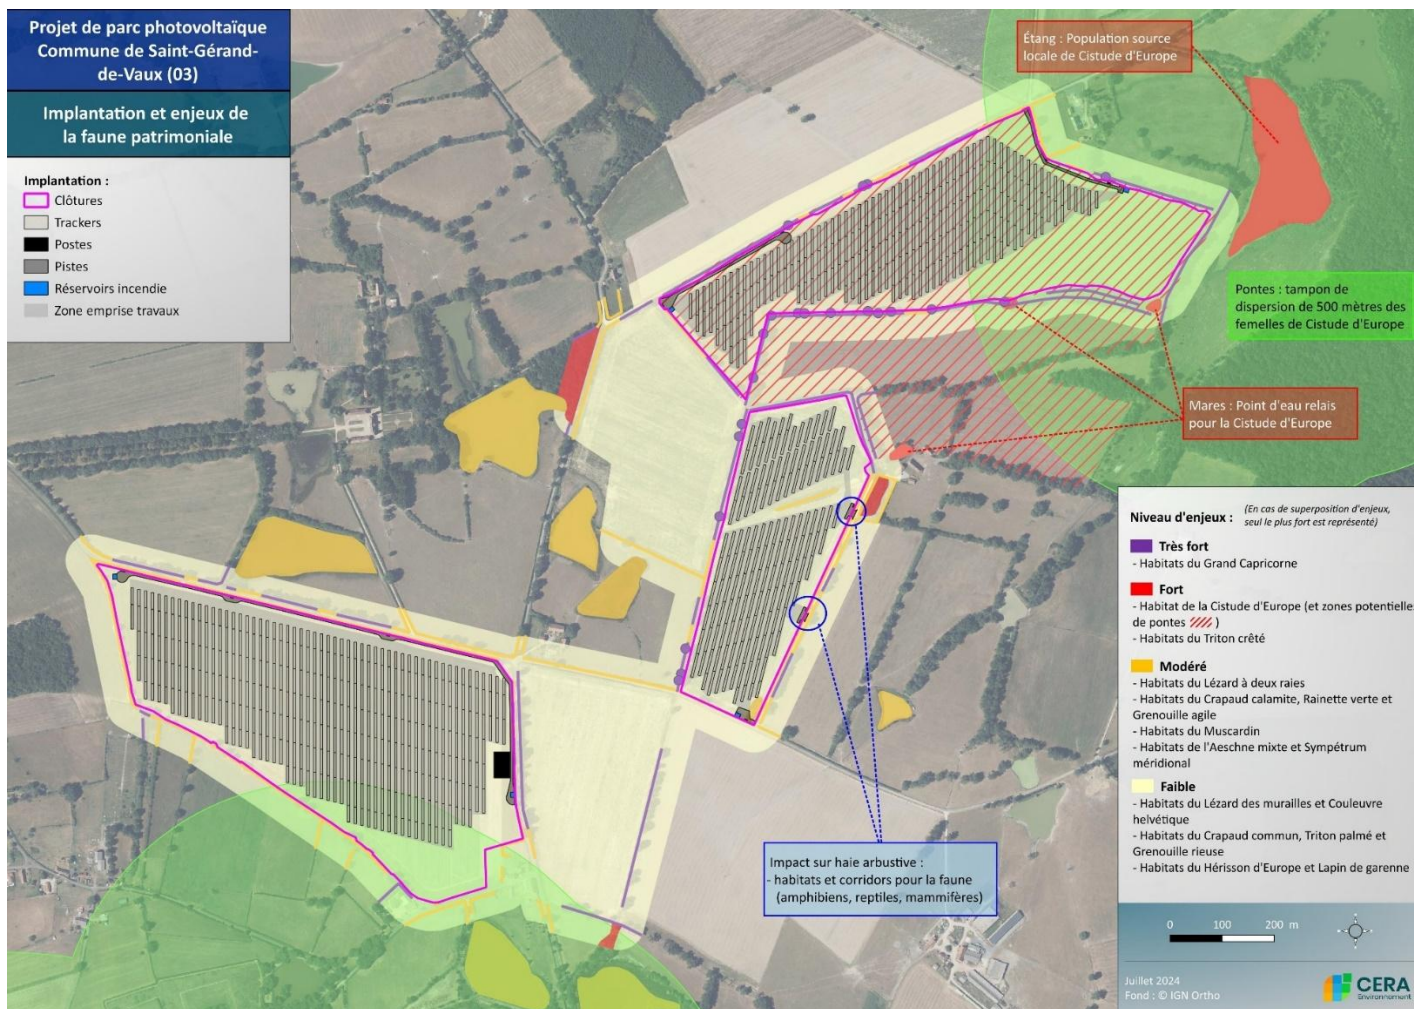 Projet de parc photovoltaïque
Commune de Saint-Gérand-
de-Vaux (03)
Implantation et enjeux de
la faune patrimoniale
Implantation :
Clôtures
Trackers
Postes
Pistes
Réservoirs incendie
Zone emprise travaux
Étang : Population source
locale de Cistude d'Europe
Pontes : tampon de
dispersion de 500 mètres des
femelles de Cistude d'Europe
Mares : Point d'eau relais
pour la Cistude d'Europe
Impact sur haie arbustive :
- habitats et corridors pour la faune
(amphibiens, reptiles, mammifères)
Niveau d'enjeux : (En cas de superposition d'enjeux,
seul le plus fort est représenté)
Très fort
- Habitats du Grand Capricorne
Fort
- Habitat de la Cistude d'Europe (et zones potentielles
de pontes )
- Habitats du Triton crêté
Modéré
- Habitats du Lézard à deux raies
- Habitats du Crapaud calamite, Rainette verte et
Grenouille agile
- Habitats du Muscardin
- Habitats de l'Aeschne mixte et Sympétrum
méridional
Faible
- Habitats du Lézard des murailles et Couleuvre
helvétique
- Habitats du Crapaud commun, Triton palmé et
Grenouille rieuse
- Habitats du Hérisson d'Europe et Lapin de garenne
0 100 200 m
Juillet 2024
Fond : © IGN Ortho
CERA
Environnement